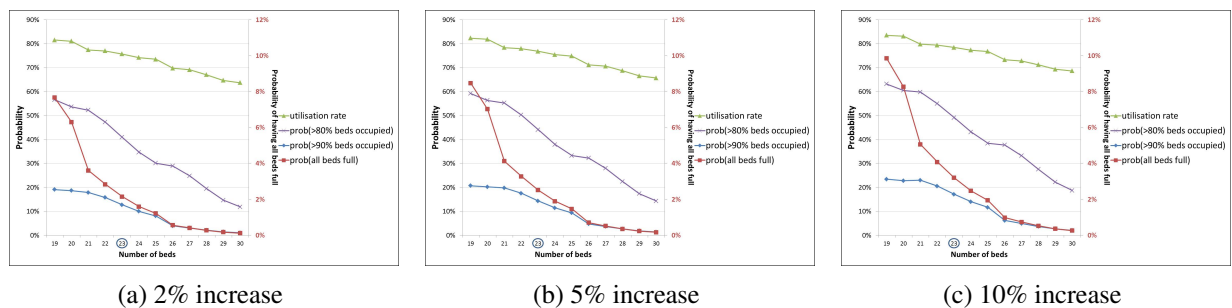 90%
80%
70%
60%
50%
40%
30%
20%
10%
0%
Probability
12%
10%
8%
6%
4%
2%
0%
Probability of having all beds full
19 20 21 22 23 24 25 26 27 28 29 30
Number of beds
utilisation rate
prob(>80% beds occupied)
prob(>90% beds occupied)
prob(all beds full)
(a) 2% increase
90%
80%
70%
60%
50%
40%
30%
20%
10%
0%
Probability
12%
10%
8%
6%
4%
2%
0%
Probability of having all beds full
19 20 21 22 23 24 25 26 27 28 29 30
Number of beds
utilisation rate
prob(>80% beds occupied)
prob(>90% beds occupied)
prob(all beds full)
(b) 5% increase
90%
80%
70%
60%
50%
40%
30%
20%
10%
0%
Probability
12%
10%
8%
6%
4%
2%
0%
Probability of having all beds full
19 20 21 22 23 24 25 26 27 28 29 30
Number of beds
utilisation rate
prob(>80% beds occupied)
prob(>90% beds occupied)
prob(all beds full)
(c) 10% increase